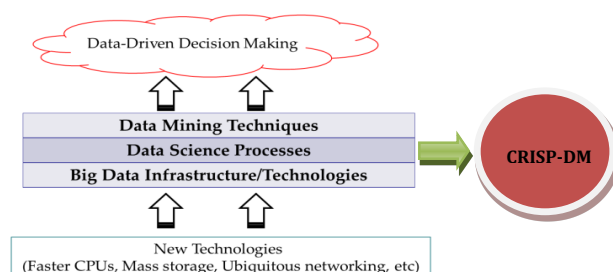 Data-Driven Decision Making
Data Mining Techniques
Data Science Processes
Big Data Infrastructure/Technologies
CRISP-DM
New Technologies
(Faster CPUs, Mass storage, Ubiquitous networking, etc)